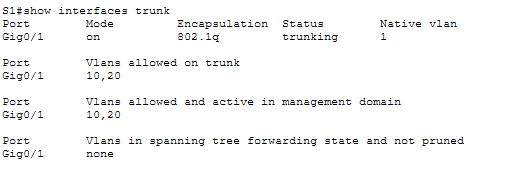 S1#show interfaces trunk
Port        Mode         Encapsulation  Status        Native vlan
Gig0/1      on           802.1q         trunking      1
Port        Vlans allowed on trunk
Gig0/1      10,20
Port        Vlans allowed and active in management domain
Gig0/1      10,20
Port        Vlans in spanning tree forwarding state and not pruned
Gig0/1      none